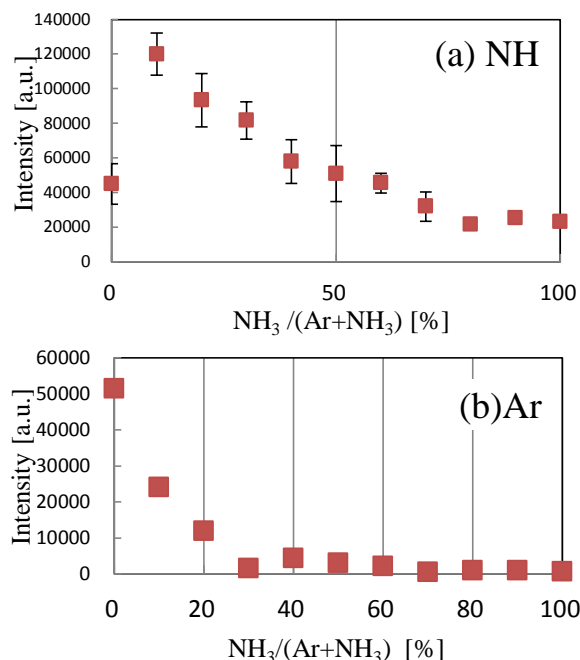 140000
120000
100000
80000
60000
40000
20000
0
Intensity [a.u.]
(a) NH
0 50 100
NH₃ /(Ar+NH₃) [%]
60000
50000
40000
30000
20000
10000
0
Intensity [a.u.]
(b)Ar
0 20 40 60 80 100
NH₃/(Ar+NH₃) [%]